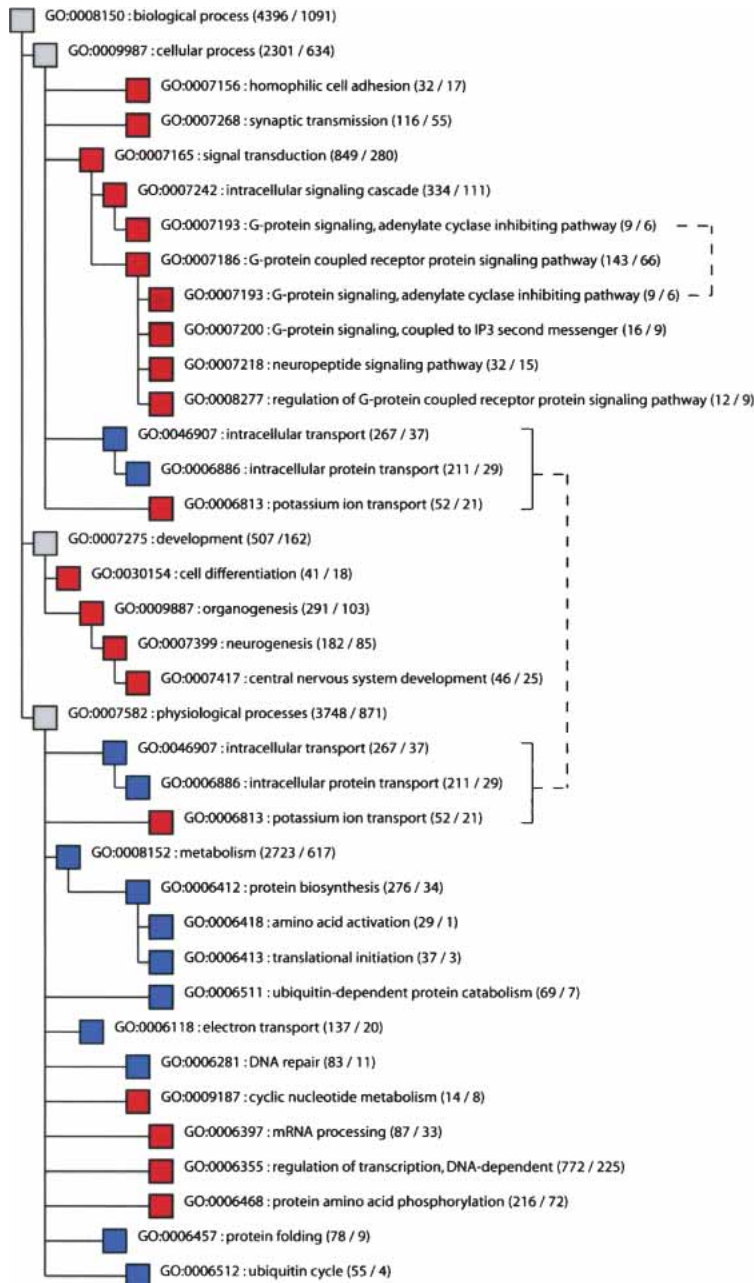 GO:0008150 : biological process (4396 / 1091)
GO:0009987 : cellular process (2301 / 634)
GO:0007156 : homophilic cell adhesion (32 / 17)
GO:0007268 : synaptic transmission (116 / 55)
GO:0007165 : signal transduction (849 / 280)
GO:0007242 : intracellular signaling cascade (334 / 111)
GO:0007193 : G-protein signaling, adenylate cyclase inhibiting pathway (9 / 6)
GO:0007186 : G-protein coupled receptor protein signaling pathway (143 / 66)
GO:0007193 : G-protein signaling, adenylate cyclase inhibiting pathway (9 / 6)
GO:0007200 : G-protein signaling, coupled to IP3 second messenger (16 / 9)
GO:0007218 : neuropeptide signaling pathway (32 / 15)
GO:0008277 : regulation of G-protein coupled receptor protein signaling pathway (12 / 9)
GO:0046907 : intracellular transport (267 / 37)
GO:0006886 : intracellular protein transport (211 / 29)
GO:0006813 : potassium ion transport (52 / 21)
GO:0007275 : development (507 /162)
GO:0030154 : cell differentiation (41 / 18)
GO:0009887 : organogenesis (291 / 103)
GO:0007399 : neurogenesis (182 / 85)
GO:0007417 : central nervous system development (46 / 25)
GO:0007582 : physiological processes (3748 / 871)
GO:0046907 : intracellular transport (267 / 37)
GO:0006886 : intracellular protein transport (211 / 29)
GO:0006813 : potassium ion transport (52 / 21)
GO:0008152 : metabolism (2723 / 617)
GO:0006412 : protein biosynthesis (276 / 34)
GO:0006418 : amino acid activation (29 / 1)
GO:0006413 : translational initiation (37 / 3)
GO:0006511 : ubiquitin-dependent protein catabolism (69 / 7)
GO:0006118 : electron transport (137 / 20)
GO:0006281 : DNA repair (83 / 11)
GO:0009187 : cyclic nucleotide metabolism (14 / 8)
GO:0006397 : mRNA processing (87 / 33)
GO:0006355 : regulation of transcription, DNA-dependent (772 / 225)
GO:0006468 : protein amino acid phosphorylation (216 / 72)
GO:0006457 : protein folding (78 / 9)
GO:0006512 : ubiquitin cycle (55 / 4)